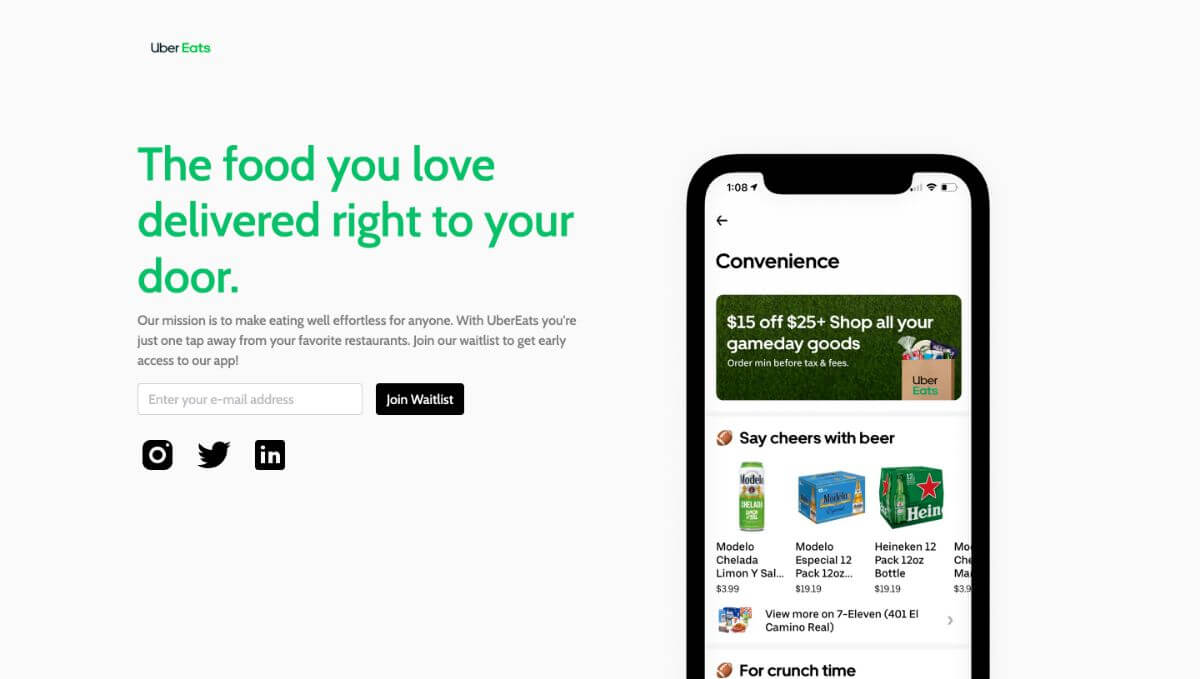 Uber Eats
The food you love
delivered right to your
door.
Our mission is to make eating well effortless for anyone. With UberEats you're
just one tap away from your favorite restaurants. Join our waitlist to get early
access to our app!
Enter your e-mail address
Join Waitlist
in
1:08
Convenience
$15 off $25+ Shop all your
gameday goods
Order min before tax & fees.
Uber
Eats
Say cheers with beer
Modelo
CHELADA
Modelo
Heine
Modelo
Chelada
Limon Y Sal...
$3.99
Modelo
Especial 12
Pack 12oz...
$19.19
Heineken 12
Pack 12oz
Bottle
$19.19
Mo
Che
Ma
$3.9
View more on 7-Eleven (401 El
Camino Real)
For crunch time